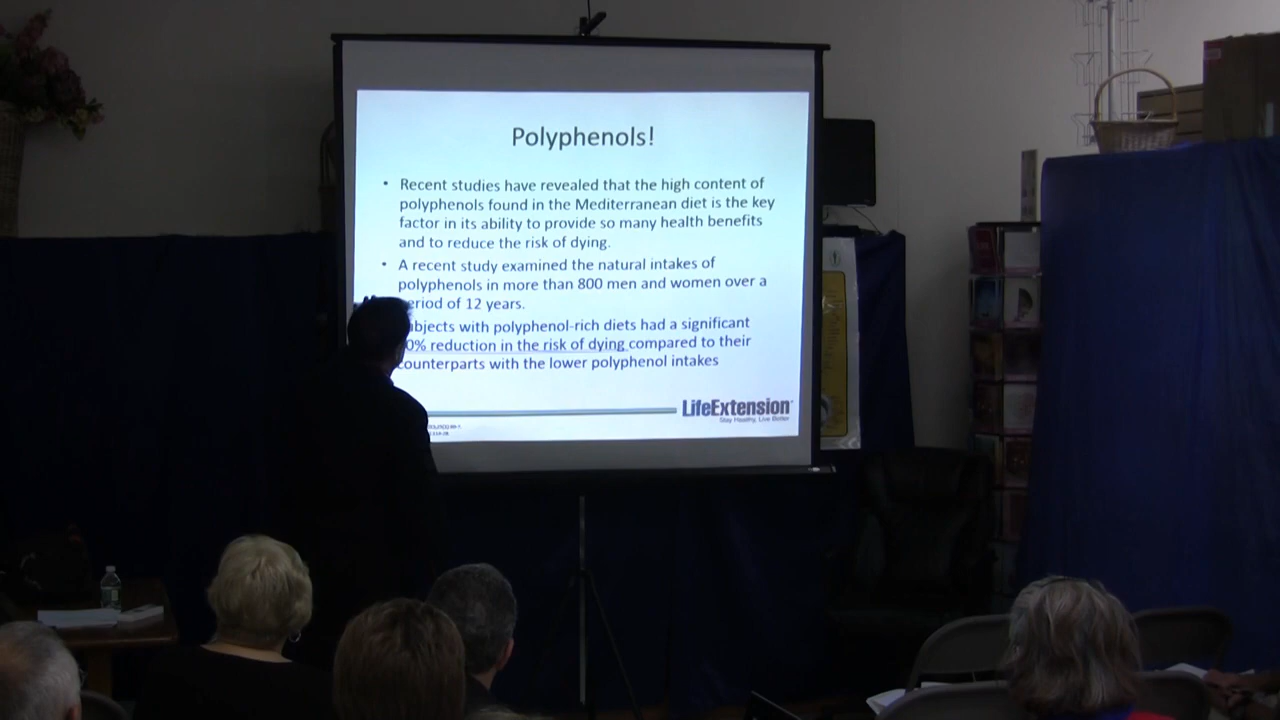 Polyphenols!
• Recent studies have revealed that the high content of
polyphenols found in the Mediterranean diet is the key
factor in its ability to provide so many health benefits
and to reduce the risk of dying.
• A recent study examined the natural intakes of
polyphenols in more than 800 men and women over a
eriod of 12 years.
ubjects with polyphenol-rich diets had a significant
0% reduction in the risk of dying compared to their
counterparts with the lower polyphenol intakes
LifeExtension
Stay Healthy, Live Better